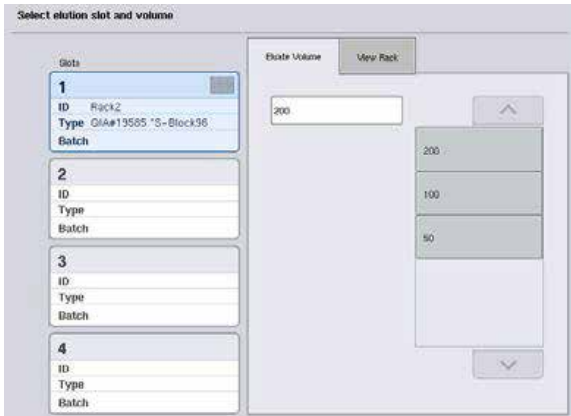 Select elution slot and volume
Slots
1
ID Rack2
Type QIA#19585 *S-Block96
Batch
2
ID
Type
Batch
3
ID
Type
Batch
4
ID
Type
Batch
Eluate Volume
View Rack
200
200
100
50